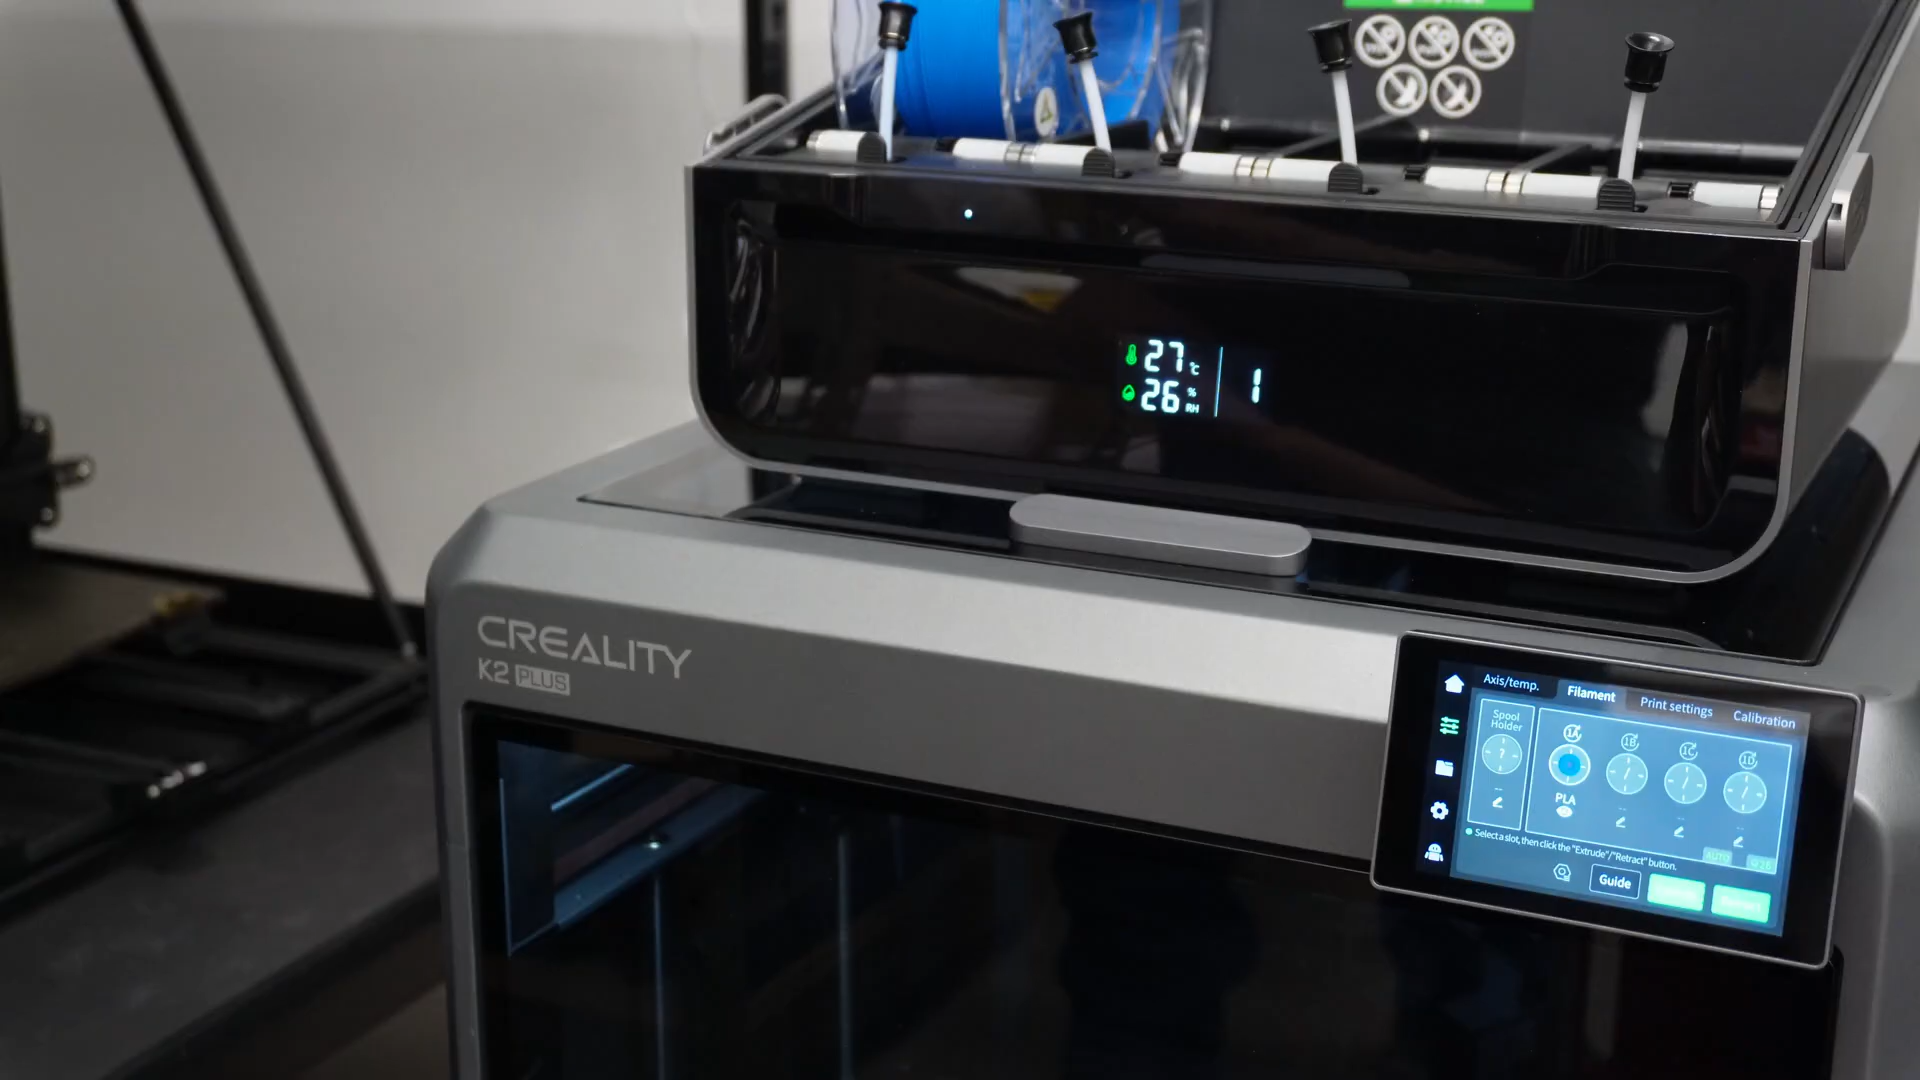 27 °C
26 % RH
1
CREALITY
K2 PLUS
Axis/temp.
Filament
Print settings
Calibration
Spool Holder
?
1A
1B
1C
1D
/
/
/
PLA
--
--
--
--
Select a slot, then click the "Extrude"/"Retract" button.
AUTO
Guide